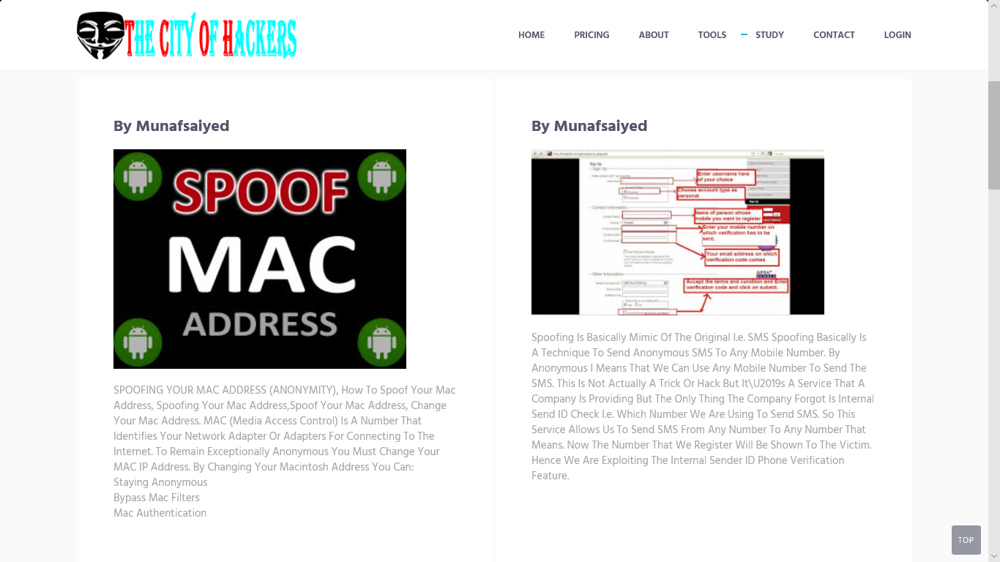 THE CITY OF HACKERS
HOME PRICING ABOUT TOOLS STUDY CONTACT LOGIN
By Munafsaiyed
SPOOF
MAC
ADDRESS
SPOOFING YOUR MAC ADDRESS (ANONYMITY), How To Spoof Your Mac
Address, Spoofing Your Mac Address,Spoof Your Mac Address, Change
Your Mac Address. MAC (Media Access Control) Is A Number That
Identifies Your Network Adapter Or Adapters For Connecting To The
Internet. To Remain Exceptionally Anonymous You Must Change Your
MAC IP Address. By Changing Your Macintosh Address You Can:
Staying Anonymous
Bypass Mac Filters
Mac Authentication
By Munafsaiyed
Sign Up
Enter username here
of your choice
Choose account type as
personal
Contact Information
Name of person whose
mobile you want to register
Enter your mobile number on
which verification has to be
sent.
Your email address on which
verification code comes
Other Information
Accept the terms and condition and Enter
verification code and click on submit.
Spoofing Is Basically Mimic Of The Original I.e. SMS Spoofing Basically Is
A Technique To Send Anonymous SMS To Any Mobile Number. By
Anonymous I Means That We Can Use Any Mobile Number To Send The
SMS. This Is Not Actually A Trick Or Hack But It\U2019s A Service That A
Company Is Providing But The Only Thing The Company Forgot Is Internal
Send ID Check I.e. Which Number We Are Using To Send SMS. So This
Service Allows Us To Send SMS From Any Number To Any Number That
Means. Now The Number That We Register Will Be Shown To The Victim.
Hence We Are Exploiting The Internal Sender ID Phone Verification
Feature.
TOP